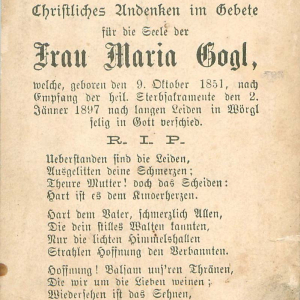 Christliches Andenken im Gebete
für die Seele der
Frau Maria Gogl,
welche, geboren den 9. Oktober 1851, nach
Empfang der heil. Sterbsakramente den 2.
Jänner 1897 nach langen Leiden in Wörgl
selig in Gott verschied.
R. I. P.
Ueberstanden sind die Leiden,
Ausgelitten deine Schmerzen;
Theure Mutter! doch das Scheiden:
Hart ist es dem Kinderherzen.
Hart dem Vater, schmerzlich Allen,
Die dein stilles Walten kannten,
Nur die lichten Himmelshallen
Strahlen Hoffnung den Verbannten.
Hoffnung! Balsam uns'ren Thränen,
Die wir um die Lieben weinen;
Wiedersehen ist das Sehnen,